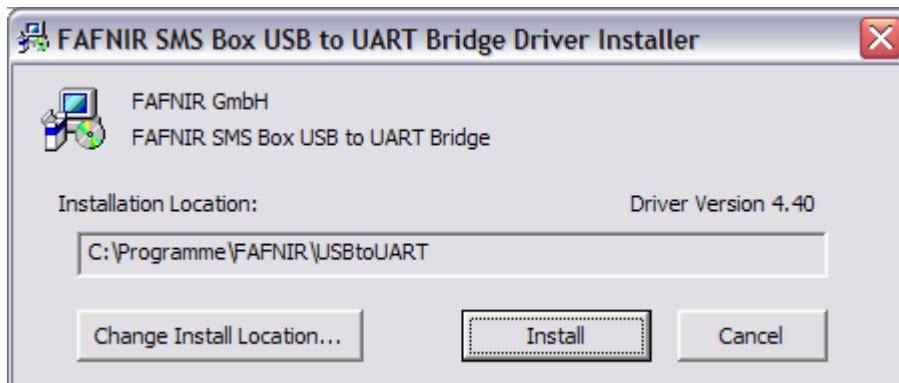 FAFNIR SMS Box USB to UART Bridge Driver Installer
FAFNIR GmbH
FAFNIR SMS Box USB to UART Bridge
Installation Location:
Driver Version 4.40
C:\Programme\FAFNIR\USBtoUART
Change Install Location...
Install
Cancel